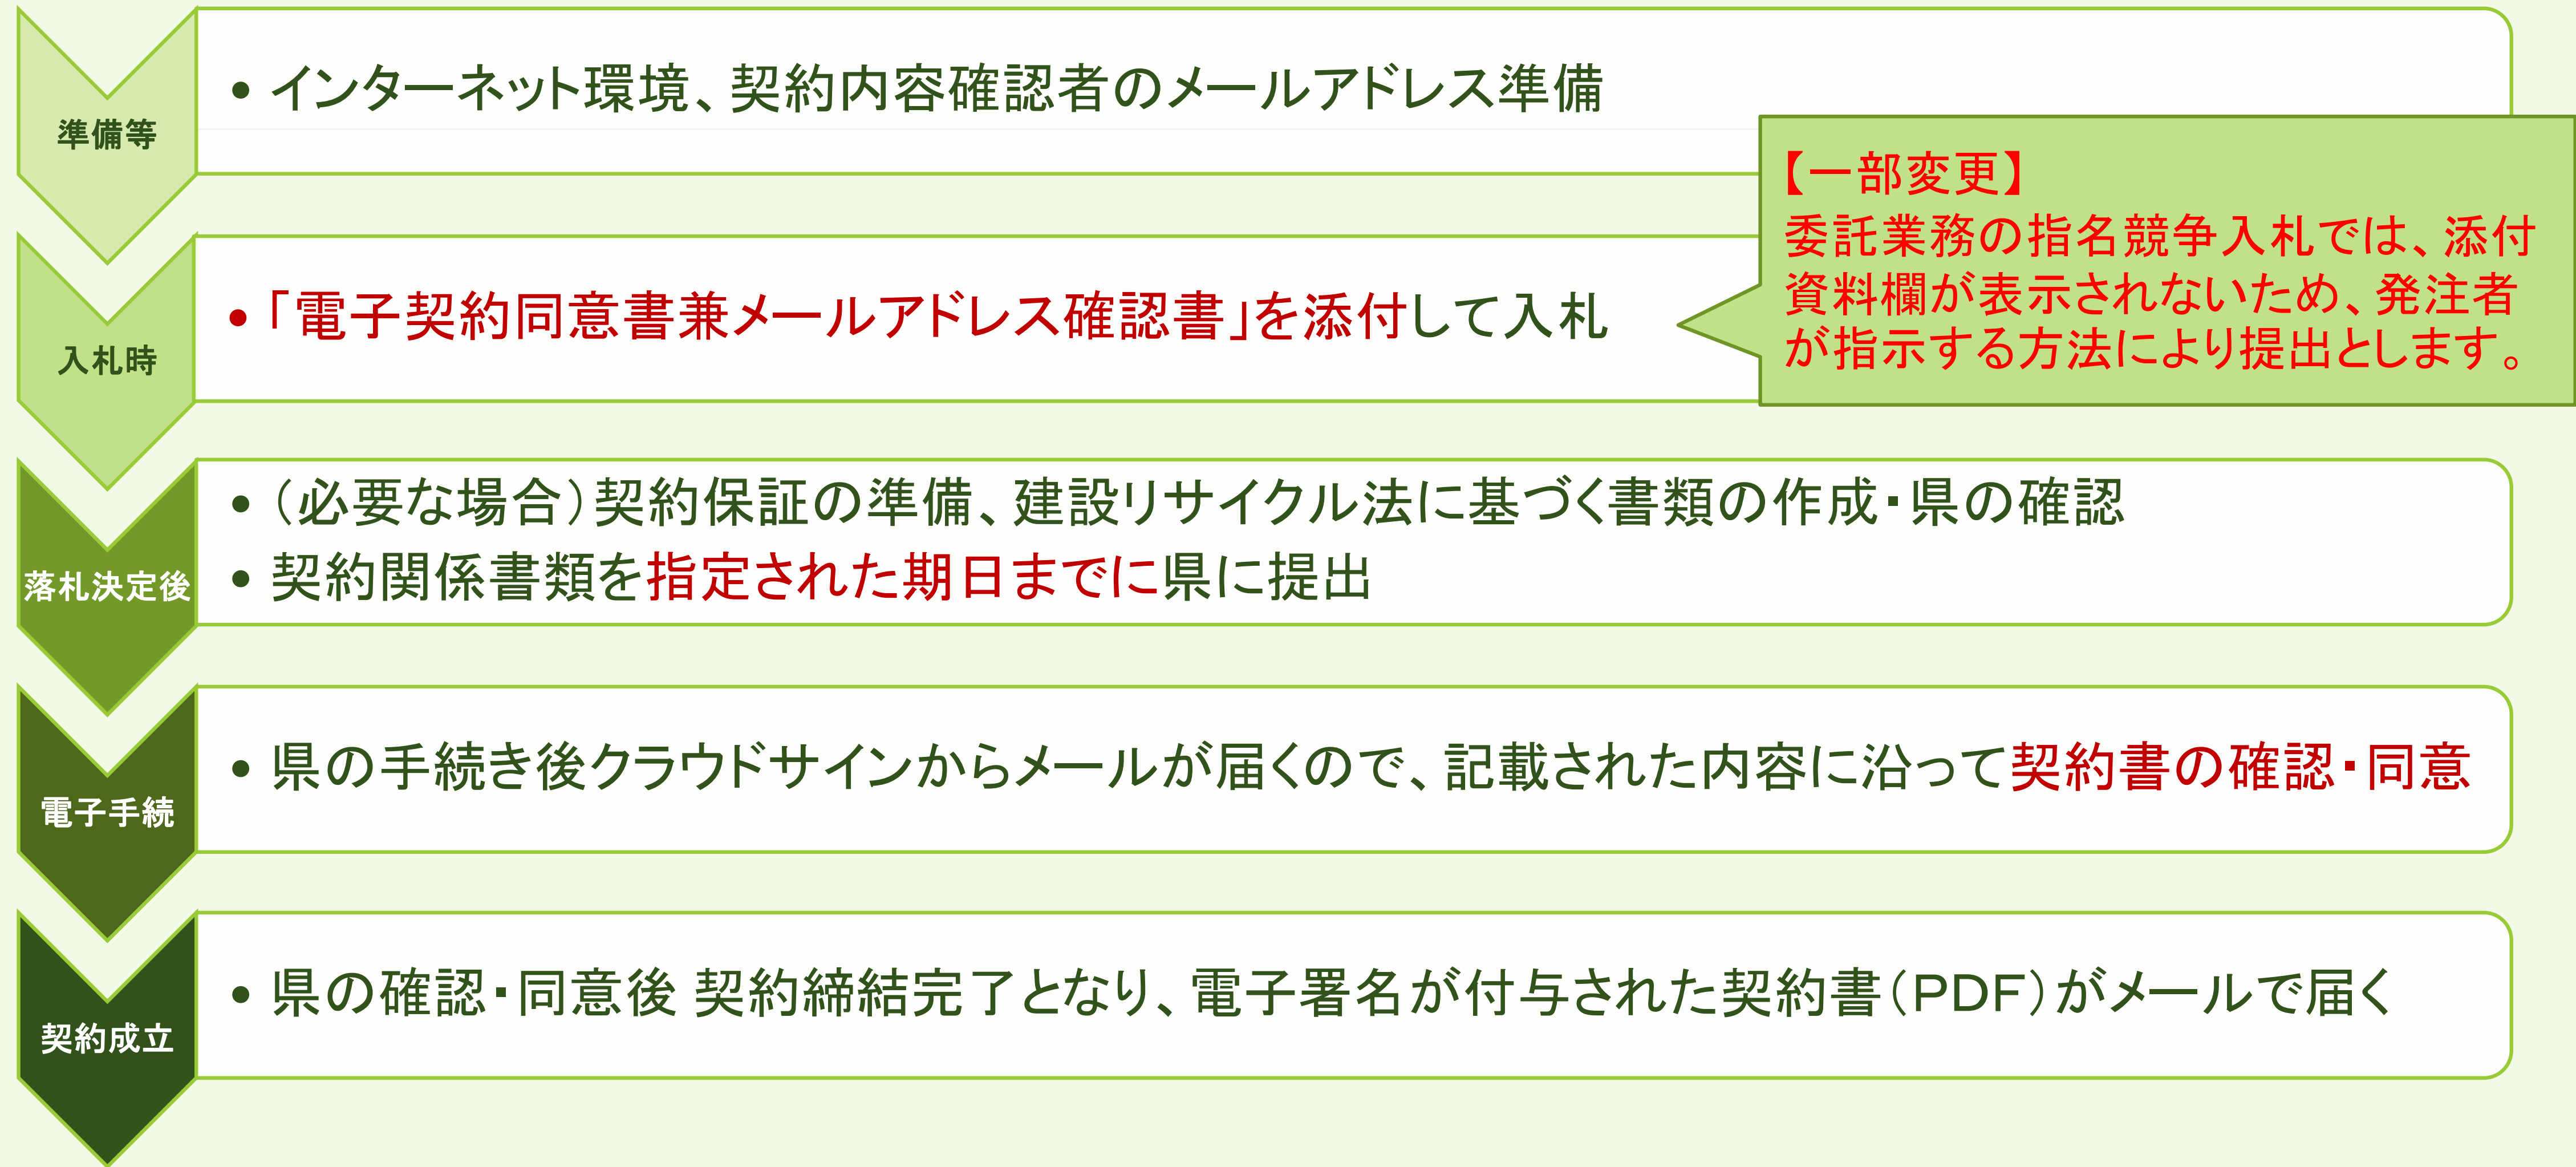 準備等
• インターネット環境、契約内容確認者のメールアドレス準備
入札時
• 「電子契約同意書兼メールアドレス確認書」を添付して入札
【一部変更】
委託業務の指名競争入札では、添付
資料欄が表示されないため、発注者
が指示する方法により提出とします。
落札決定後
• （必要な場合）契約保証の準備、建設リサイクル法に基づく書類の作成・県の確認
• 契約関係書類を指定された期日までに県に提出
電子手続
• 県の手続き後クラウドサインからメールが届くので、記載された内容に沿って契約書の確認・同意
契約成立
• 県の確認・同意後 契約締結完了となり、電子署名が付与された契約書（PDF）がメールで届く